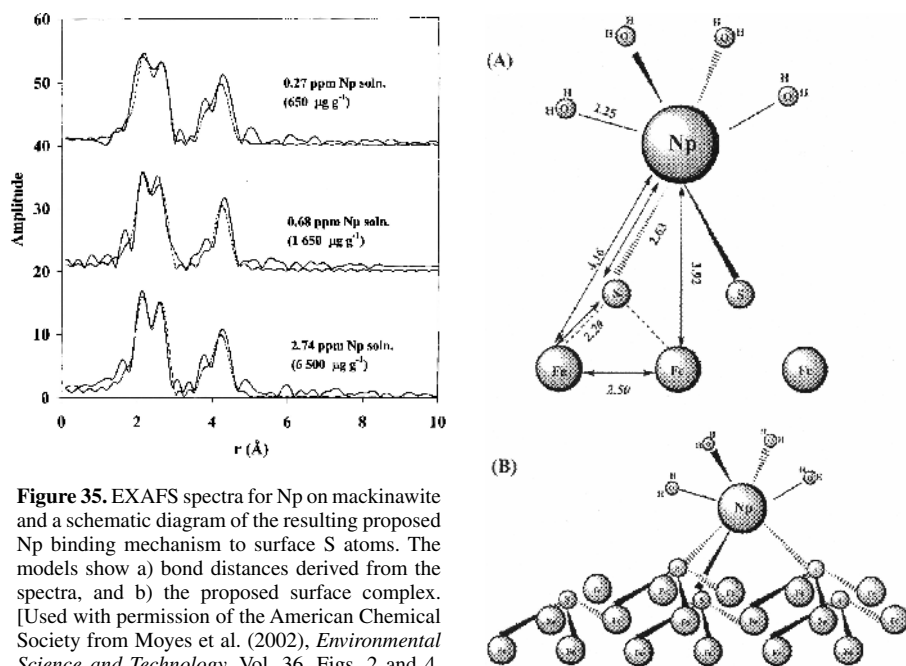 60
50
40
30
20
10
0
Amplitude
0.27 ppm Np soln.
(650 µg g⁻¹)
0.68 ppm Np soln.
(1 650 µg g⁻¹)
2.74 ppm Np soln.
(6 500 µg g⁻¹)
0 2 4 6 8 10
r (Å)
Figure 35. EXAFS spectra for Np on mackinawite
and a schematic diagram of the resulting proposed
Np binding mechanism to surface S atoms. The
models show a) bond distances derived from the
spectra, and b) the proposed surface complex.
[Used with permission of the American Chemical
Society from Moyes et al. (2002), Environmental
Science and Technology, Vol. 36, Figs. 2 and 4,
(A)
H O H
H O H
H O H
H O H
2.25
Np
4.16
2.63
3.92
S
S
2.20
Fe
Fe
Fe
2.50
(B)
Np